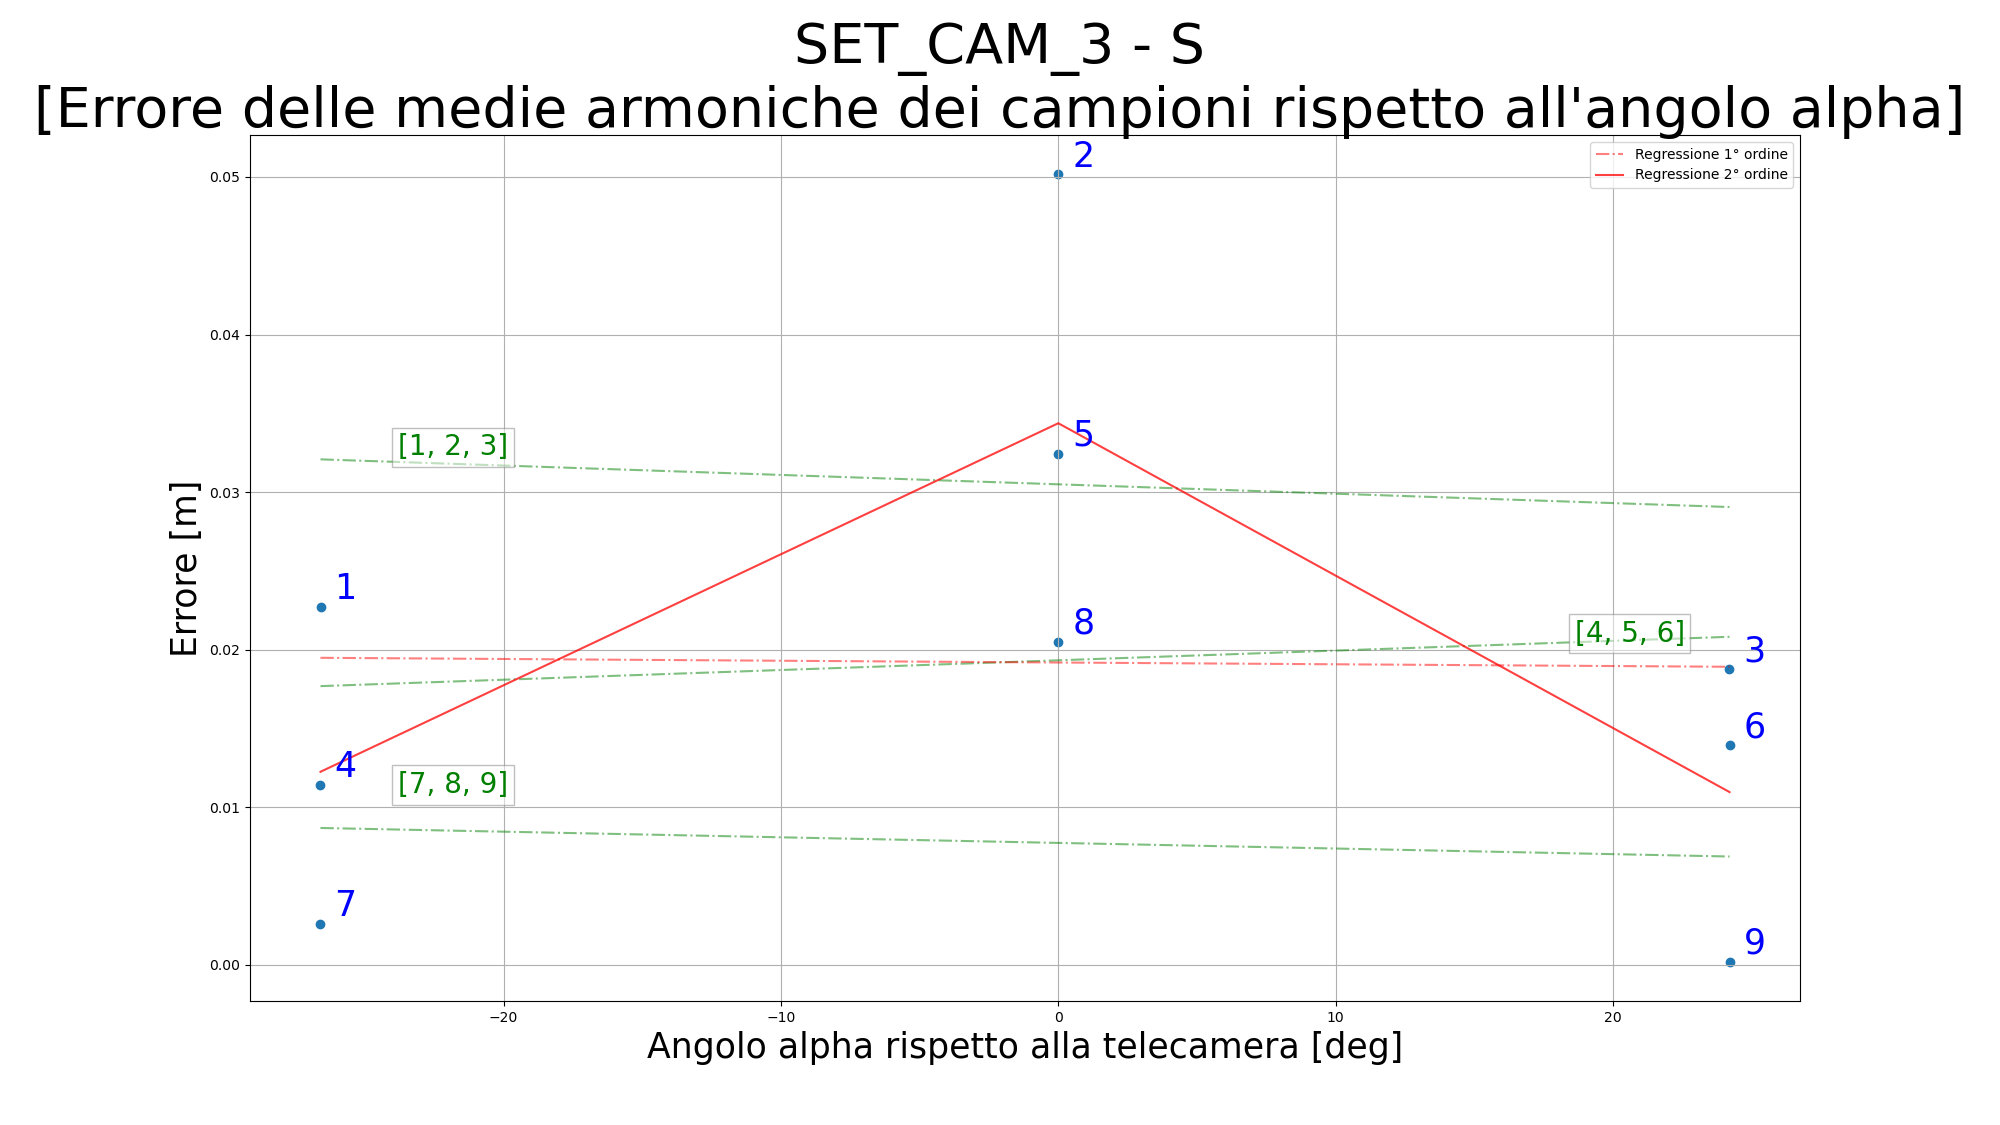 SET_CAM_3 - S
[Errore delle medie armoniche dei campioni rispetto all'angolo alpha]
Regressione 1° ordine
Regressione 2° ordine
0.05
0.04
0.03
0.02
0.01
0.00
Errore [m]
2
5
[1, 2, 3]
1
8
[4, 5, 6]
3
6
4
[7, 8, 9]
7
9
−20
−10
0
10
20
Angolo alpha rispetto alla telecamera [deg]